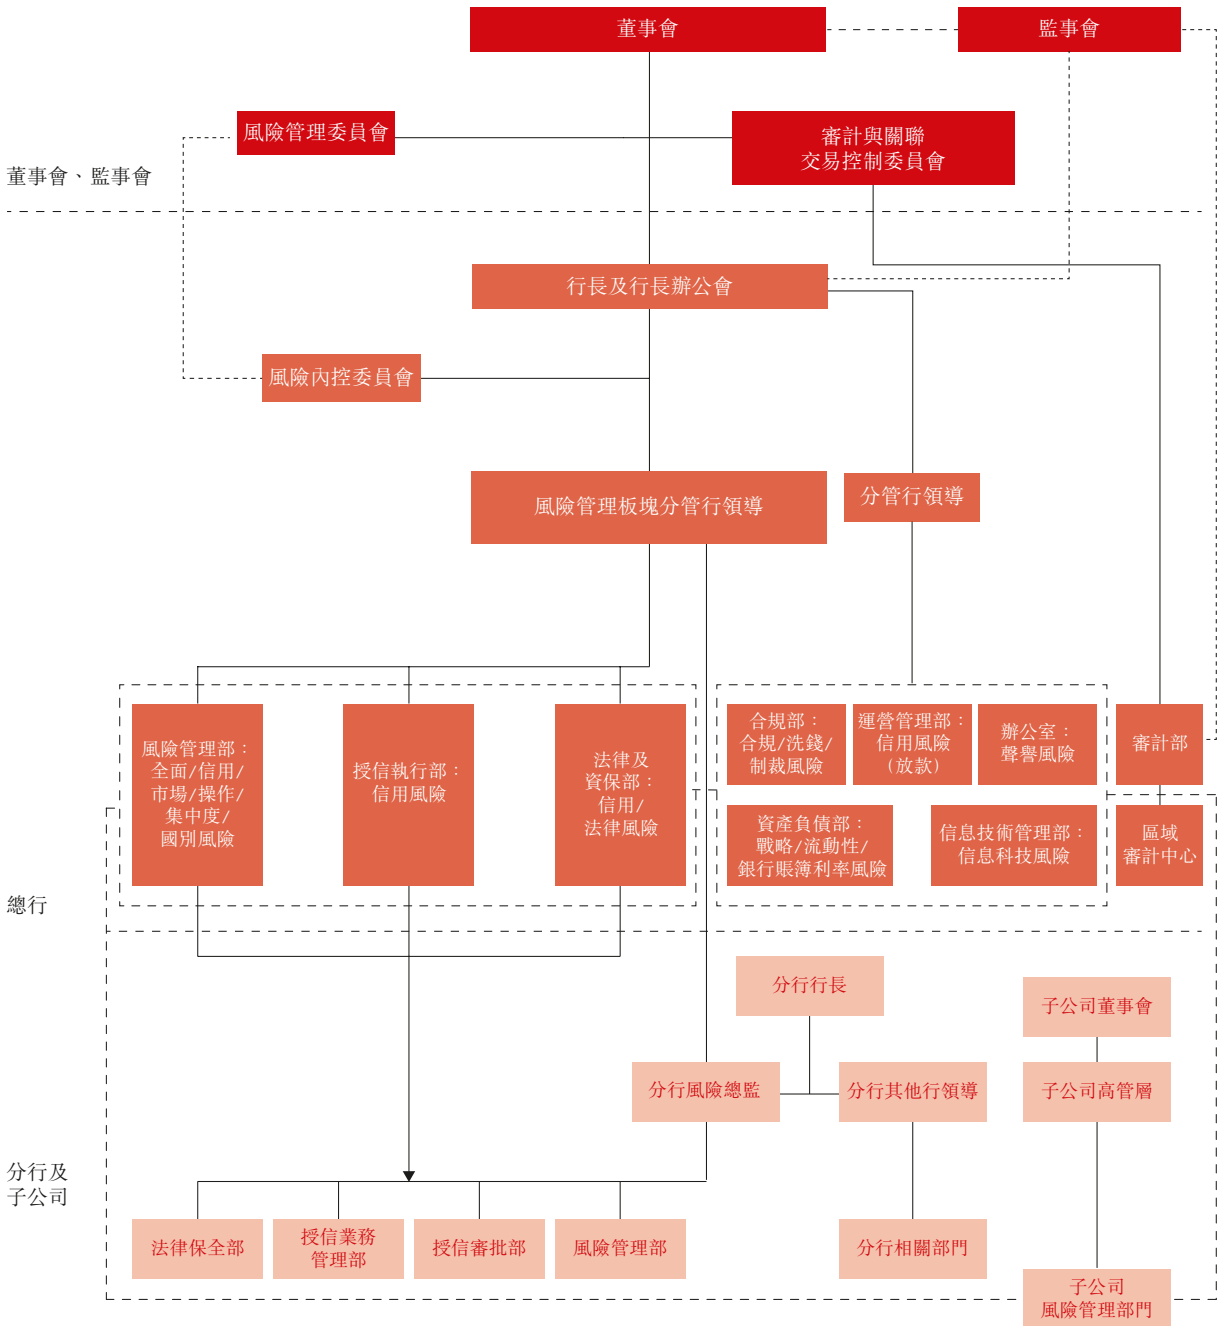 董事會
監事會
風險管理委員會
審計與關聯
交易控制委員會
董事會、監事會
行長及行長辦公會
風險內控委員會
風險管理板塊分管行領導
分管行領導
風險管理部：
全面/信用/
市場/操作/
集中度/
國別風險
授信執行部：
信用風險
法律及
資保部：
信用/
法律風險
合規部：
合規/洗錢/
制裁風險
運營管理部：
信用風險
（放款）
辦公室：
聲譽風險
審計部
資產負債部：
戰略/流動性/
銀行賬簿利率風險
信息技術管理部：
信息科技風險
區域
審計中心
總行
分行行長
子公司董事會
分行風險總監
分行其他行領導
子公司高管層
分行及
子公司
法律保全部
授信業務
管理部
授信審批部
風險管理部
分行相關部門
子公司
風險管理部門